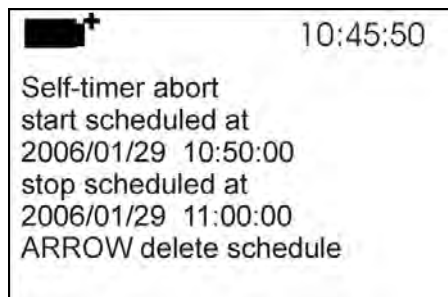 10:45:50
Self-timer abort
start scheduled at
2006/01/29 10:50:00
stop scheduled at
2006/01/29 11:00:00
ARROW delete schedule